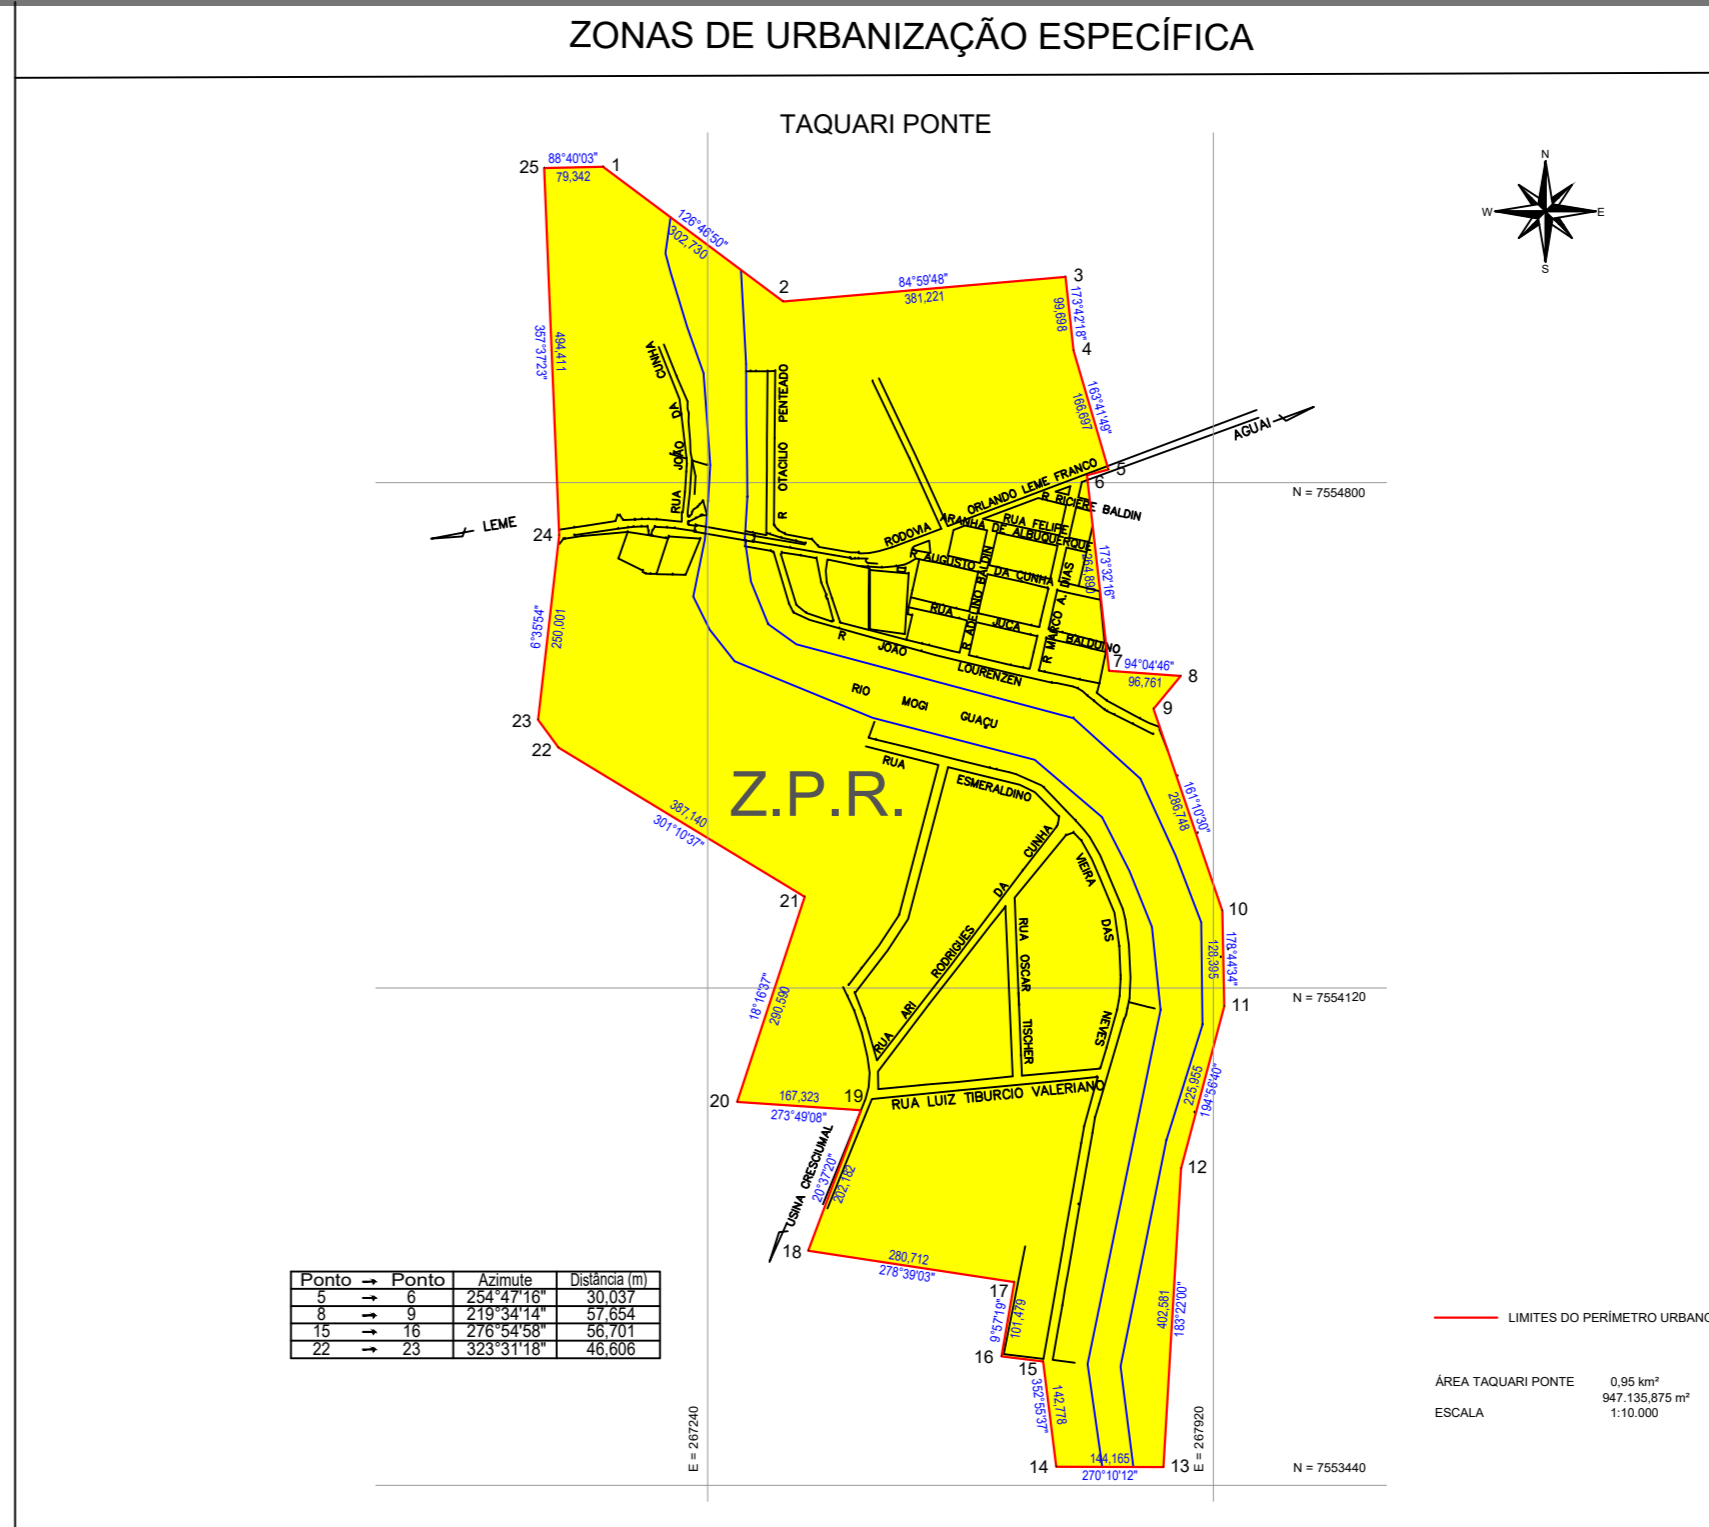 ZONAS DE URBANIZAÇÃO ESPECÍFICA
TAQUARI PONTE
N
W
E
S
25
88°40'03"
79,342
1
126°46'50"
302,730
2
84°59'48"
381,221
3
173°42'18"
99,698
4
163°41'49"
166,697
5
6
357°37'23"
494,411
RUA JOÃO DA CUNHA
R OTACILIO PENTEADO
RODOVIA ORLANDO LEME FRANCO
AGUAI
N = 7554800
LEME
24
R RICIERE BALDIN
RUA FELIPE
ARANHA DE ALBUQUERQUE
R AUGUSTO DA CUNHA
R ADELINO BALDIN
R MARCO A. DIAS
RUA JUCA BALDUINO
173°32'16"
264,890
R JOAO LOURENZEN
7
94°04'46"
96,761
8
9
6°35'54"
250,001
23
22
RIO MOGI GUAÇU
Z.P.R.
387,140
301°10'37"
RUA ESMERALDINO VIEIRA DAS NEVES
161°10'30"
286,748
21
10
RUA ARI RODRIGUES DA CUNHA
RUA OSCAR TISCHER
178°44'34"
128,395
18°16'37"
290,590
N = 7554120
11
20
167,323
273°49'08"
19
RUA LUIZ TIBURCIO VALERIANO
225,955
194°56'40"
12
USINA CRESCIUMAL
20°37'20"
202,182
18
280,712
278°39'03"
17
9°57'19"
101,479
16
15
402,581
183°22'00"
352°55'37"
142,778
14
144,165
270°10'12"
13
E = 267240
E = 267920
N = 7553440
Ponto → Ponto Azimute Distância (m)
5 → 6 254°47'16" 30,037
8 → 9 219°34'14" 57,654
15 → 16 276°54'58" 56,701
22 → 23 323°31'18" 46,606
LIMITES DO PERÍMETRO URBANO
ÁREA TAQUARI PONTE 0,95 km²
947.135,875 m²
ESCALA 1:10.000